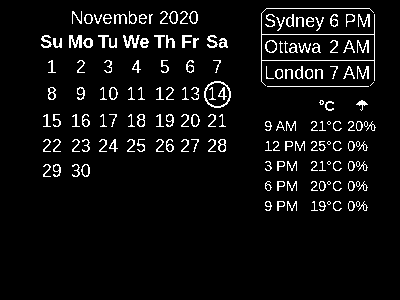 November 2020
Su Mo Tu We Th Fr Sa
1 2 3 4 5 6 7
8 9 10 11 12 13 14
15 16 17 18 19 20 21
22 23 24 25 26 27 28
29 30
Sydney 6 PM
Ottawa 2 AM
London 7 AM
°C ☂
9 AM 21°C 20%
12 PM 25°C 0%
3 PM 21°C 0%
6 PM 20°C 0%
9 PM 19°C 0%